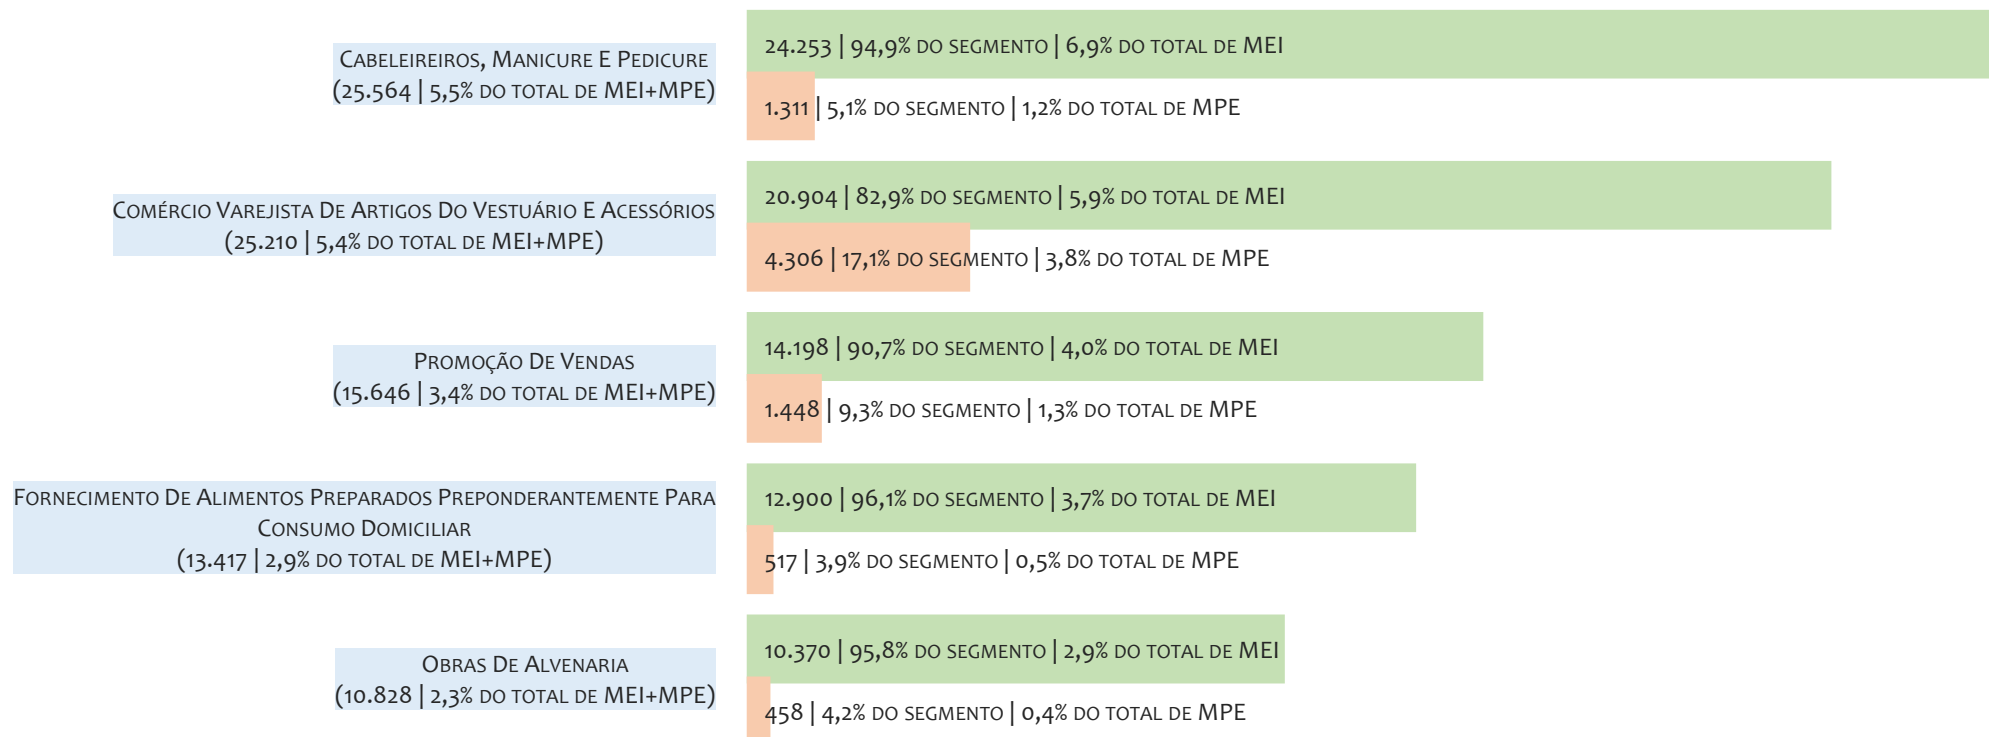 Cabeleireiros, Manicure E Pedicure
(25.564 | 5,5% do total de MEI+MPE)
24.253 | 94,9% do segmento | 6,9% do total de MEI
1.311 | 5,1% do segmento | 1,2% do total de MPE
Comércio Varejista De Artigos Do Vestuário E Acessórios
(25.210 | 5,4% do total de MEI+MPE)
20.904 | 82,9% do segmento | 5,9% do total de MEI
4.306 | 17,1% do segmento | 3,8% do total de MPE
Promoção De Vendas
(15.646 | 3,4% do total de MEI+MPE)
14.198 | 90,7% do segmento | 4,0% do total de MEI
1.448 | 9,3% do segmento | 1,3% do total de MPE
Fornecimento De Alimentos Preparados Preponderantemente Para
Consumo Domiciliar
(13.417 | 2,9% do total de MEI+MPE)
12.900 | 96,1% do segmento | 3,7% do total de MEI
517 | 3,9% do segmento | 0,5% do total de MPE
Obras De Alvenaria
(10.828 | 2,3% do total de MEI+MPE)
10.370 | 95,8% do segmento | 2,9% do total de MEI
458 | 4,2% do segmento | 0,4% do total de MPE